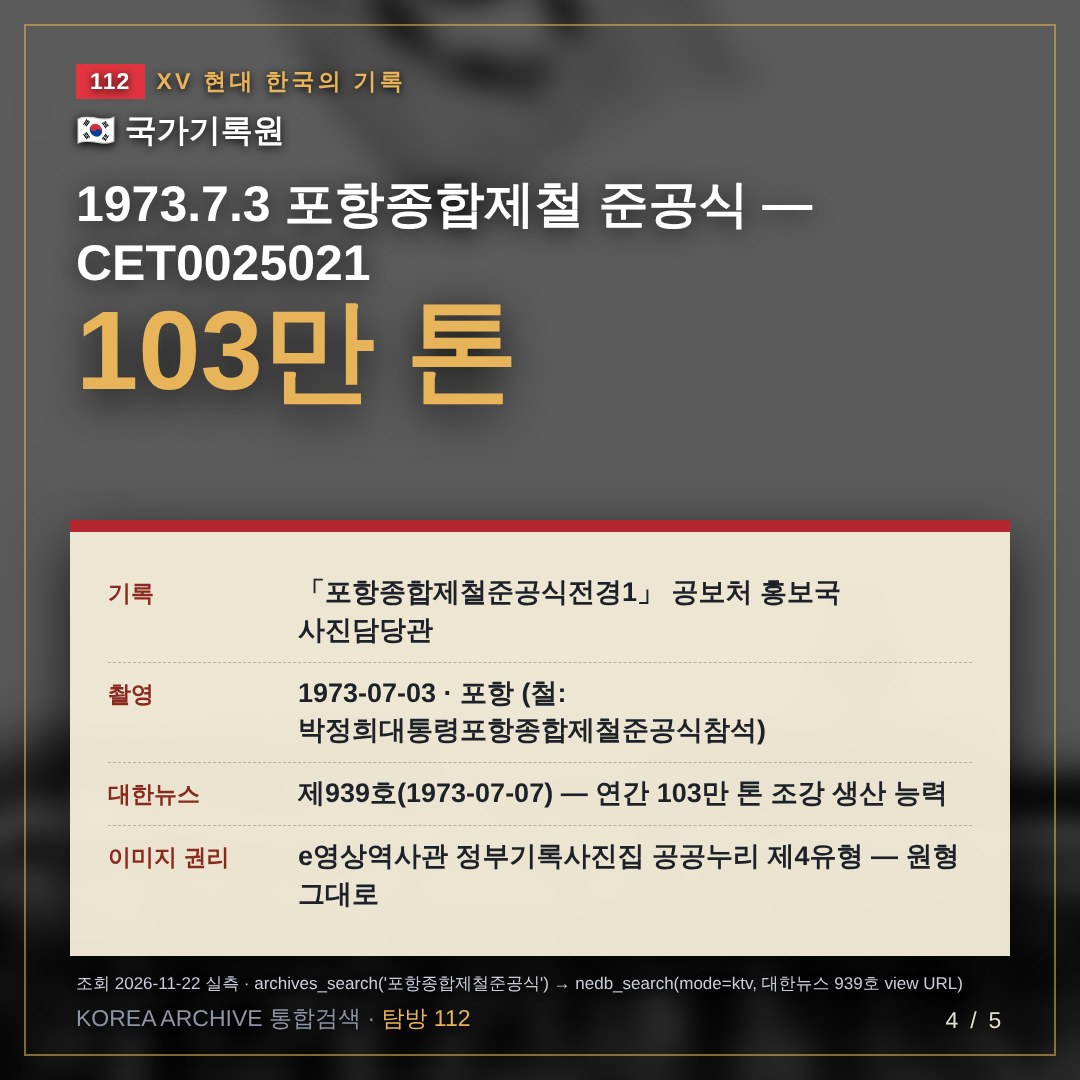 112 XV 현대 한국의 기록
🇰🇷 국가기록원
1973.7.3 포항종합제철 준공식 —
CET0025021
103만 톤
기록 「포항종합제철준공식전경1」 공보처 홍보국
사진담당관
촬영 1973-07-03 · 포항 (철:
박정희대통령포항종합제철준공식참석)
대한뉴스 제939호(1973-07-07) — 연간 103만 톤 조강 생산 능력
이미지 권리 e영상역사관 정부기록사진집 공공누리 제4유형 — 원형
그대로
조회 2026-11-22 실측 · archives_search('포항종합제철준공식') → nedb_search(mode=ktv, 대한뉴스 939호 view URL)
KOREA ARCHIVE 통합검색 · 탐방 112
4 / 5